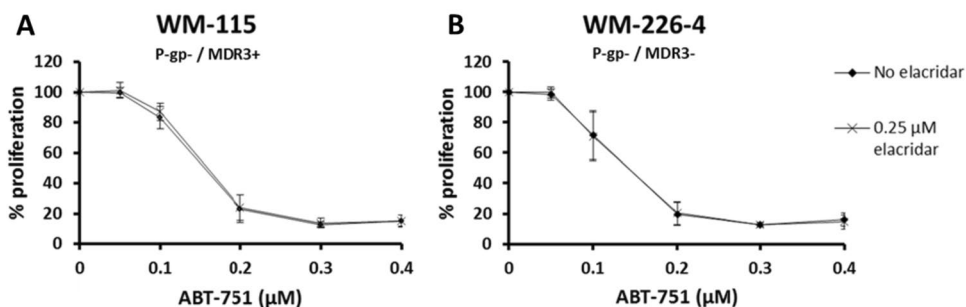 A
WM-115
P-gp- / MDR3+
120
100
80
60
40
20
0
% proliferation
0
0.1
0.2
0.3
0.4
ABT-751 (µM)
B
WM-226-4
P-gp- / MDR3-
120
100
80
60
40
20
0
% proliferation
0
0.1
0.2
0.3
0.4
ABT-751 (µM)
No elacridar
0.25 µM
elacridar